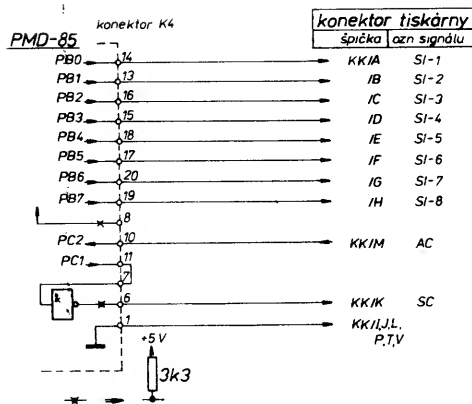 konektor K4
konektor tiskárny
PMD-85
špička ozn signálu
PB0 14 KK/A SI-1
PB1 13 /B SI-2
PB2 16 /C SI-3
PB3 15 /D SI-4
PB4 18 /E SI-5
PB5 17 /F SI-6
PB6 20 /G SI-7
PB7 19 /H SI-8
8
PC2 10 KK/M AC
PC1 11
7
6 KK/K SC
1 KK/I,J,L,
P,T,V
+5V
3k3